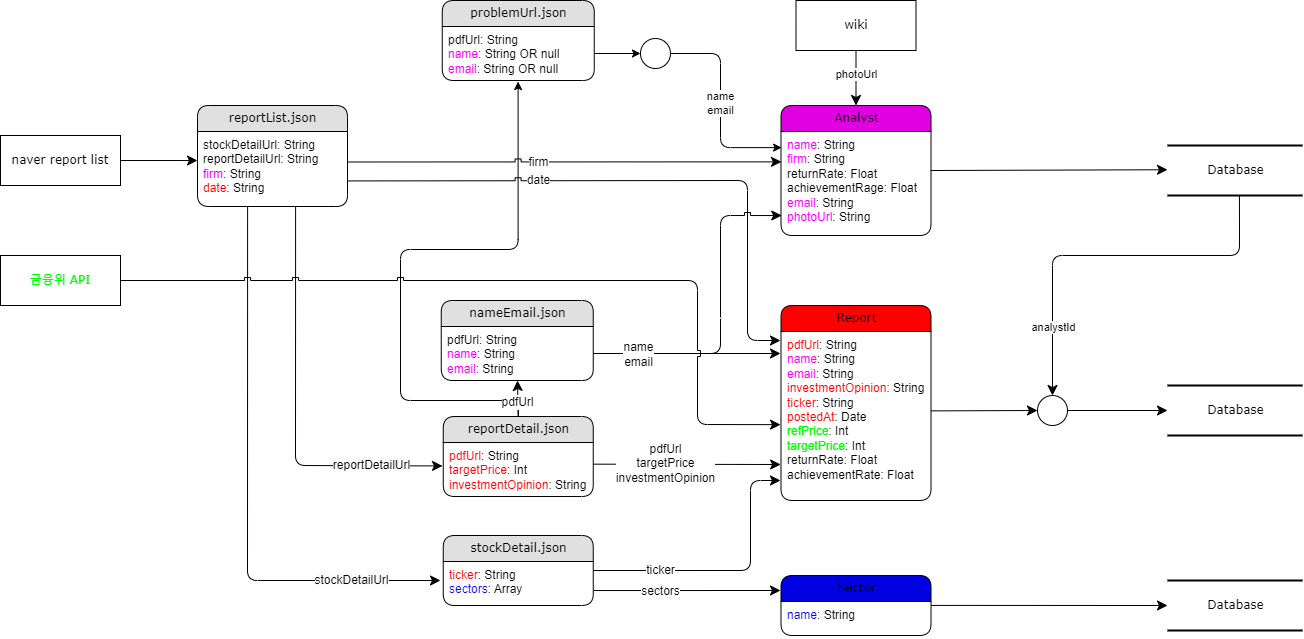 problemUrl.json
pdfUrl: String
name: String OR null
email: String OR null
wiki
photoUrl
name
email
reportList.json
stockDetailUrl: String
reportDetailUrl: String
firm: String
date: String
naver report list
firm
date
Analyst
name: String
firm: String
returnRate: Float
achievementRage: Float
email: String
photoUrl: String
Database
금융위 API
nameEmail.json
pdfUrl: String
name: String
email: String
name
email
pdfUrl
Report
pdfUrl: String
name: String
email: String
investmentOpinion: String
ticker: String
postedAt: Date
refPrice: Int
targetPrice: Int
returnRate: Float
achievementRate: Float
analystId
Database
reportDetail.json
pdfUrl: String
targetPrice: Int
investmentOpinion: String
reportDetailUrl
pdfUrl
targetPrice
investmentOpinion
stockDetail.json
ticker: String
sectors: Array
stockDetailUrl
ticker
sectors
Sector
name: String
Database